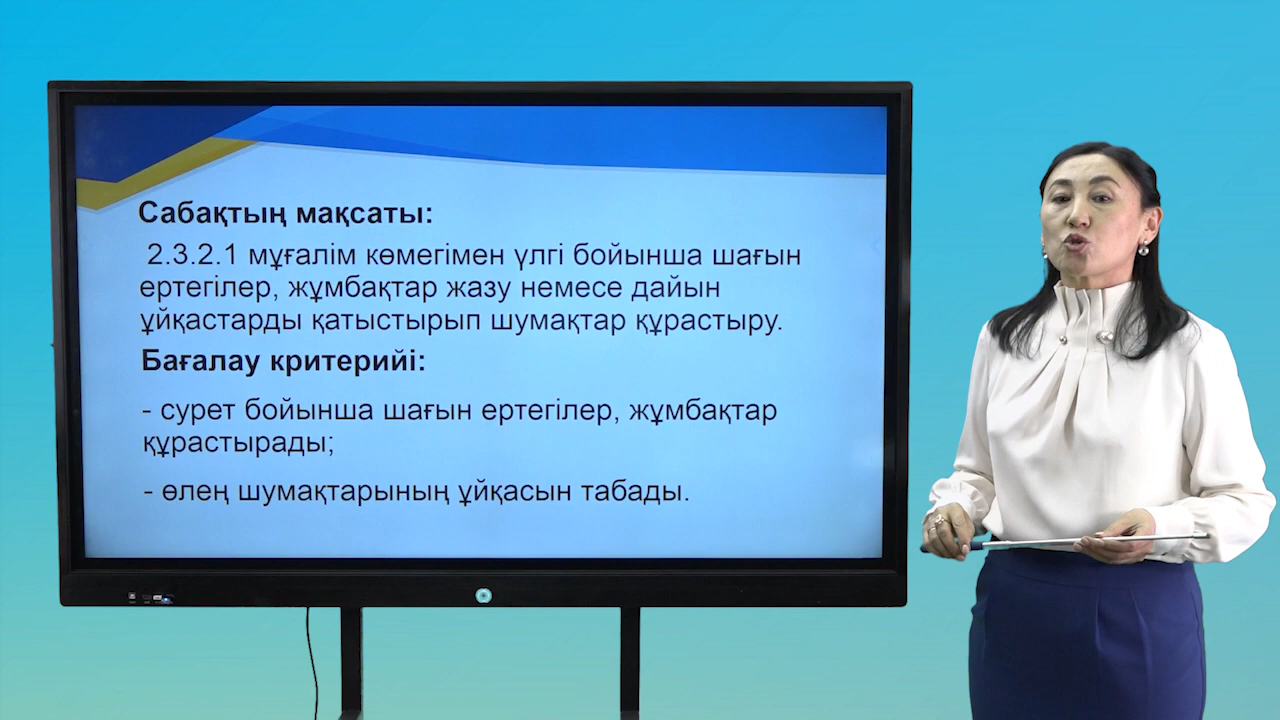 Сабақтың мақсаты:
2.3.2.1 мұғалім көмегімен үлгі бойынша шағын
ертегілер, жұмбақтар жазу немесе дайын
ұйқастарды қатыстырып шумақтар құрастыру.
Бағалау критерийі:
- сурет бойынша шағын ертегілер, жұмбақтар
құрастырады;
- өлең шумақтарының ұйқасын табады.